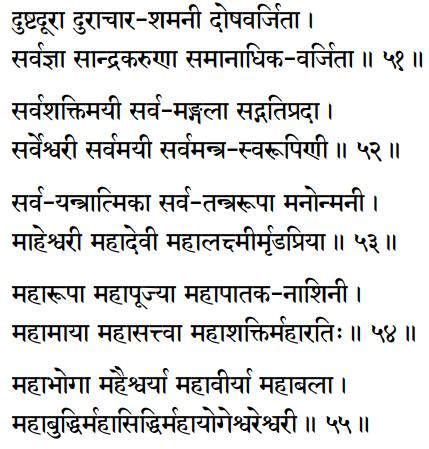 दुष्टदूरा दुराचार-शमनी दोषवर्जिता ।
सर्वज्ञा सान्द्रकरुणा समानाधिक-वर्जिता ॥ ५१ ॥
सर्वशक्तिमयी सर्व-मङ्गला सद्गतिप्रदा ।
सर्वेश्वरी सर्वमयी सर्वमन्त्र-स्वरूपिणी ॥ ५२ ॥
सर्व-यन्त्रात्मिका सर्व-तन्त्ररूपा मनोन्मनी ।
माहेश्वरी महादेवी महालक्ष्मीर्मृडप्रिया ॥ ५३ ॥
महारूपा महापूज्या महापातक-नाशिनी ।
महामाया महासत्त्वा महाशक्तिर्महारतिः ॥ ५४ ॥
महाभोगा महैश्वर्या महावीर्या महाबला ।
महाबुद्धिर्महासिद्धिर्महायोगेश्वरेश्वरी ॥ ५५ ॥